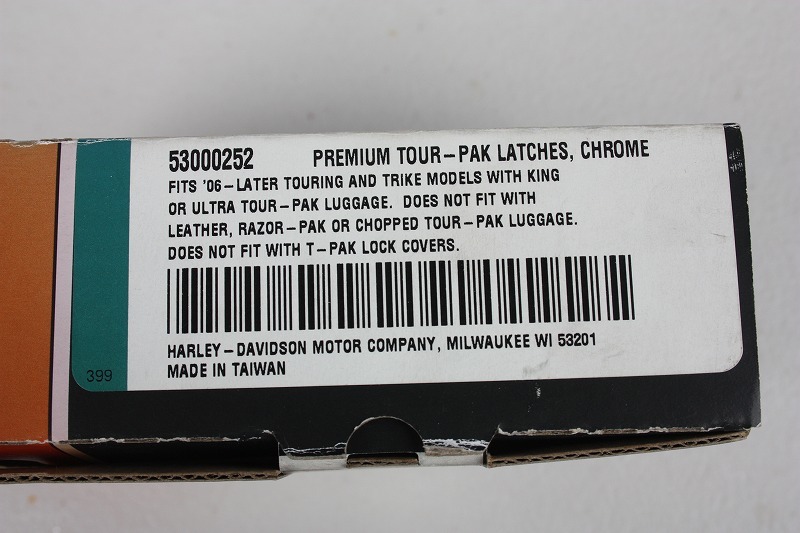 53000252 PREMIUM TOUR-PAK LATCHES, CHROME
FITS '06-LATER TOURING AND TRIKE MODELS WITH KING
OR ULTRA TOUR-PAK LUGGAGE. DOES NOT FIT WITH
LEATHER, RAZOR-PAK OR CHOPPED TOUR-PAK LUGGAGE.
DOES NOT FIT WITH T-PAK LOCK COVERS.
HARLEY-DAVIDSON MOTOR COMPANY, MILWAUKEE WI 53201
MADE IN TAIWAN
399